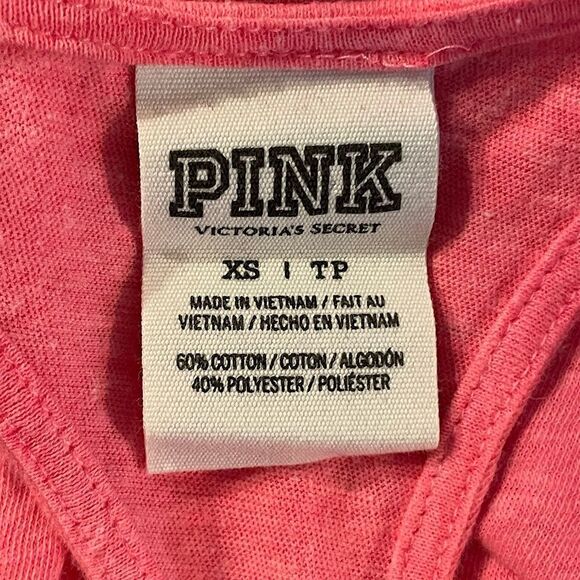 PINK
VICTORIA'S SECRET
XS | TP
MADE IN VIETNAM / FAIT AU
VIETNAM / HECHO EN VIETNAM
60% COTTON / COTON / ALGODÓN
40% POLYESTER / POLIÉSTER